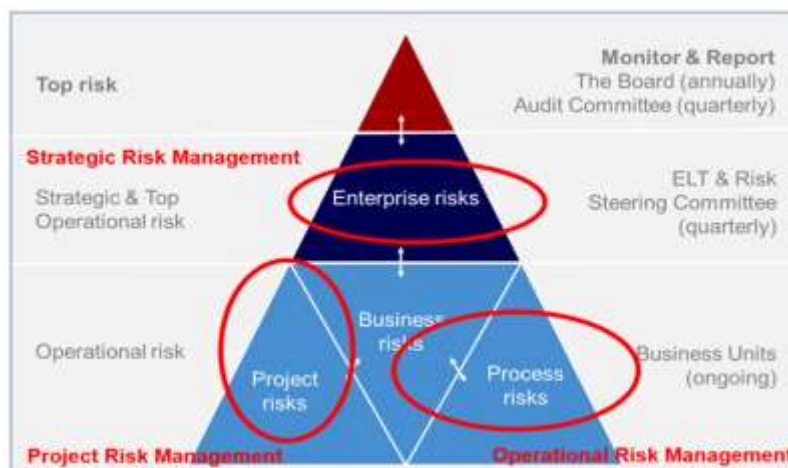 Top risk
Monitor & Report
The Board (annually)
Audit Committee (quarterly)
Strategic Risk Management
Strategic & Top
Operational risk
Enterprise risks
ELT & Risk
Steering Committee
(quarterly)
Operational risk
Business
risks
Project
risks
Process
risks
Business Units
(ongoing)
Project Risk Management
Operational Risk Management